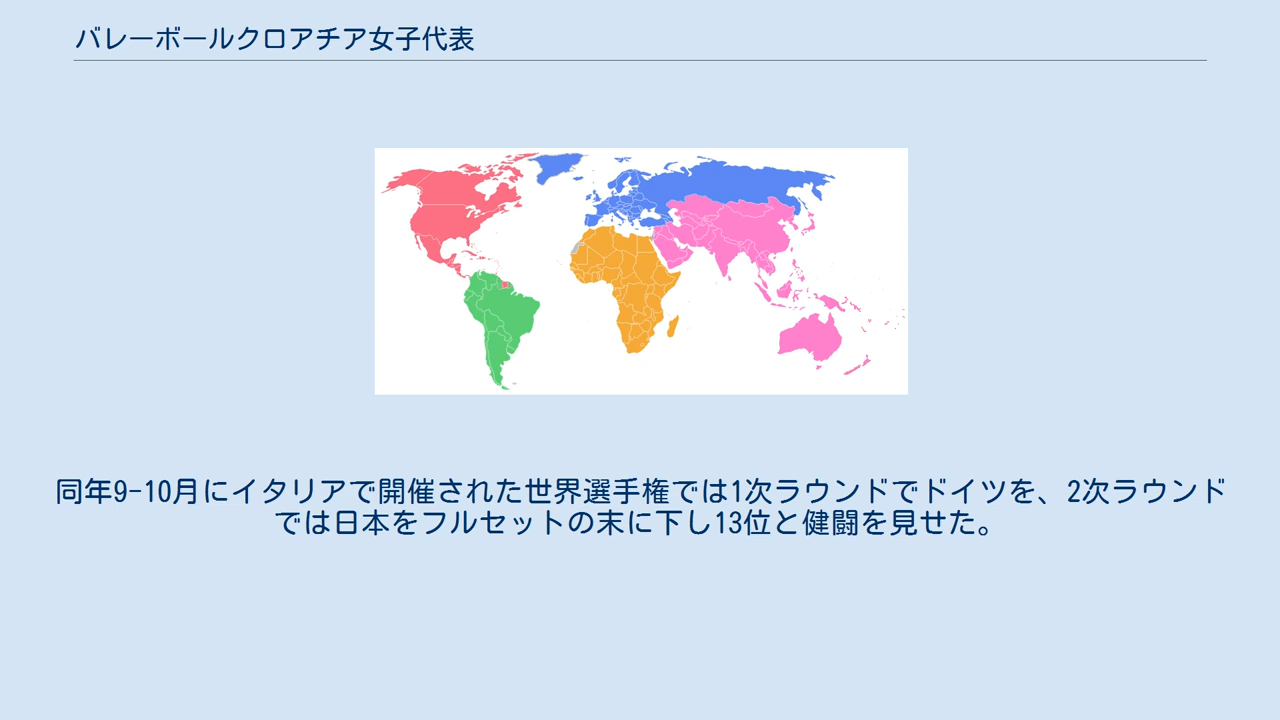 バレーボールクロアチア女子代表
同年9-10月にイタリアで開催された世界選手権では1次ラウンドでドイツを、2次ラウンド
では日本をフルセットの末に下し13位と健闘を見せた。